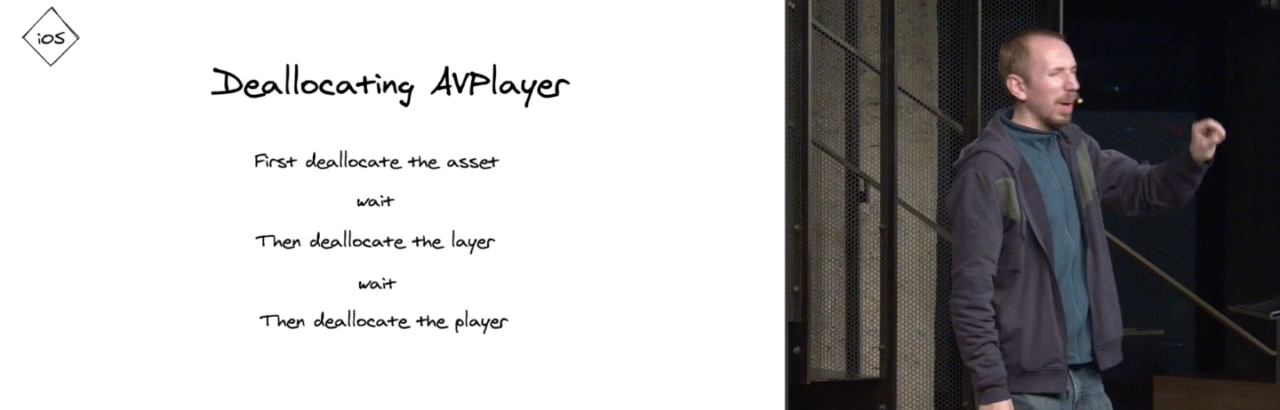 iOS
Deallocating AVPlayer
First deallocate the asset
wait
Then deallocate the layer
wait
Then deallocate the player